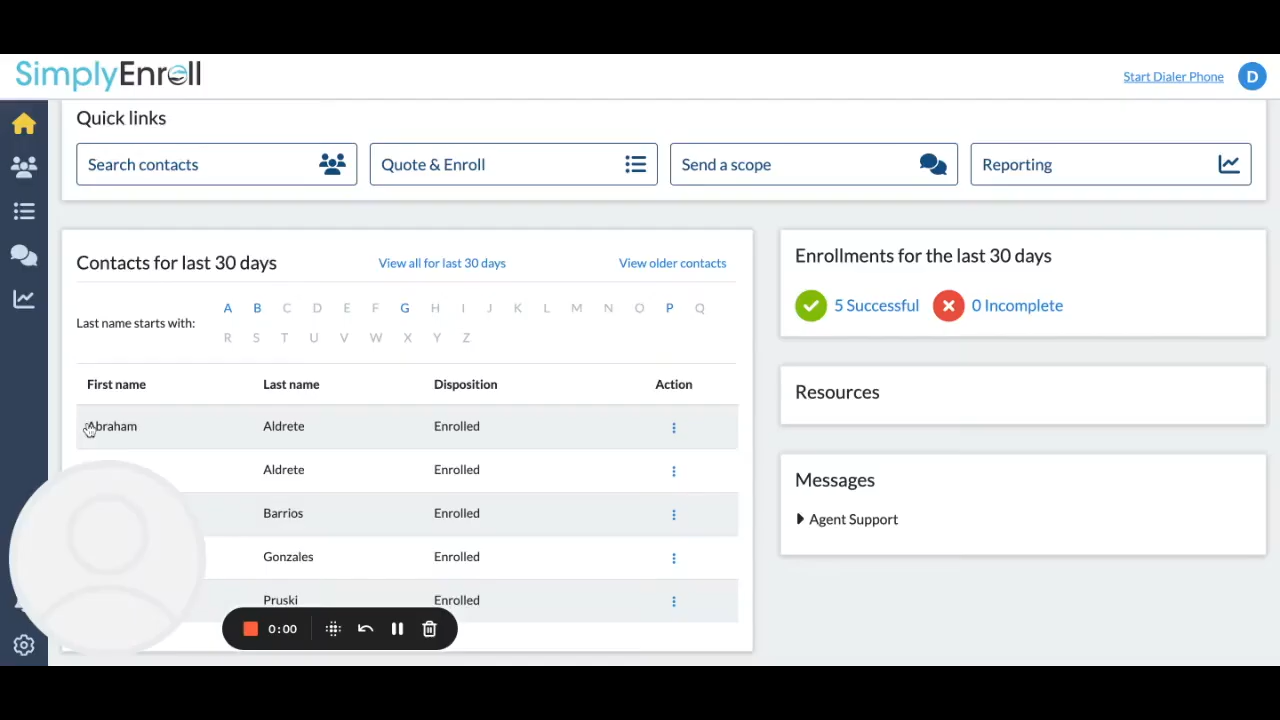 SimplyEnroll
Start Dialer Phone
D
Quick links
Search contacts
Quote & Enroll
Send a scope
Reporting
Contacts for last 30 days
View all for last 30 days
View older contacts
Last name starts with:
A B C D E F G H I J K L M N O P Q
R S T U V W X Y Z
First name Last name Disposition Action
Abraham Aldrete Enrolled
Aldrete Enrolled
Barrios Enrolled
Gonzales Enrolled
Pruski Enrolled
0:00
Enrollments for the last 30 days
5 Successful
0 Incomplete
Resources
Messages
Agent Support